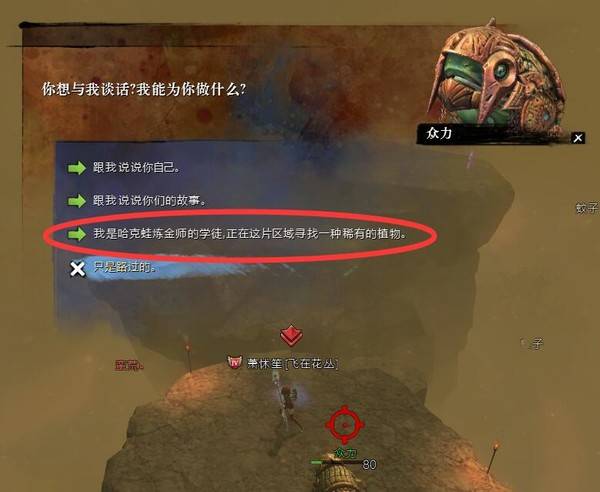 你想与我谈话?我能为你做什么?
众力
跟我说说你自己。
跟我说说你们的故事。
我是哈克蛙炼金师的学徒,正在这片区域寻找一种稀有的植物。
只是路过的。
蚊子
子
IV 萧休笙 [飞在花丛]
众力
80